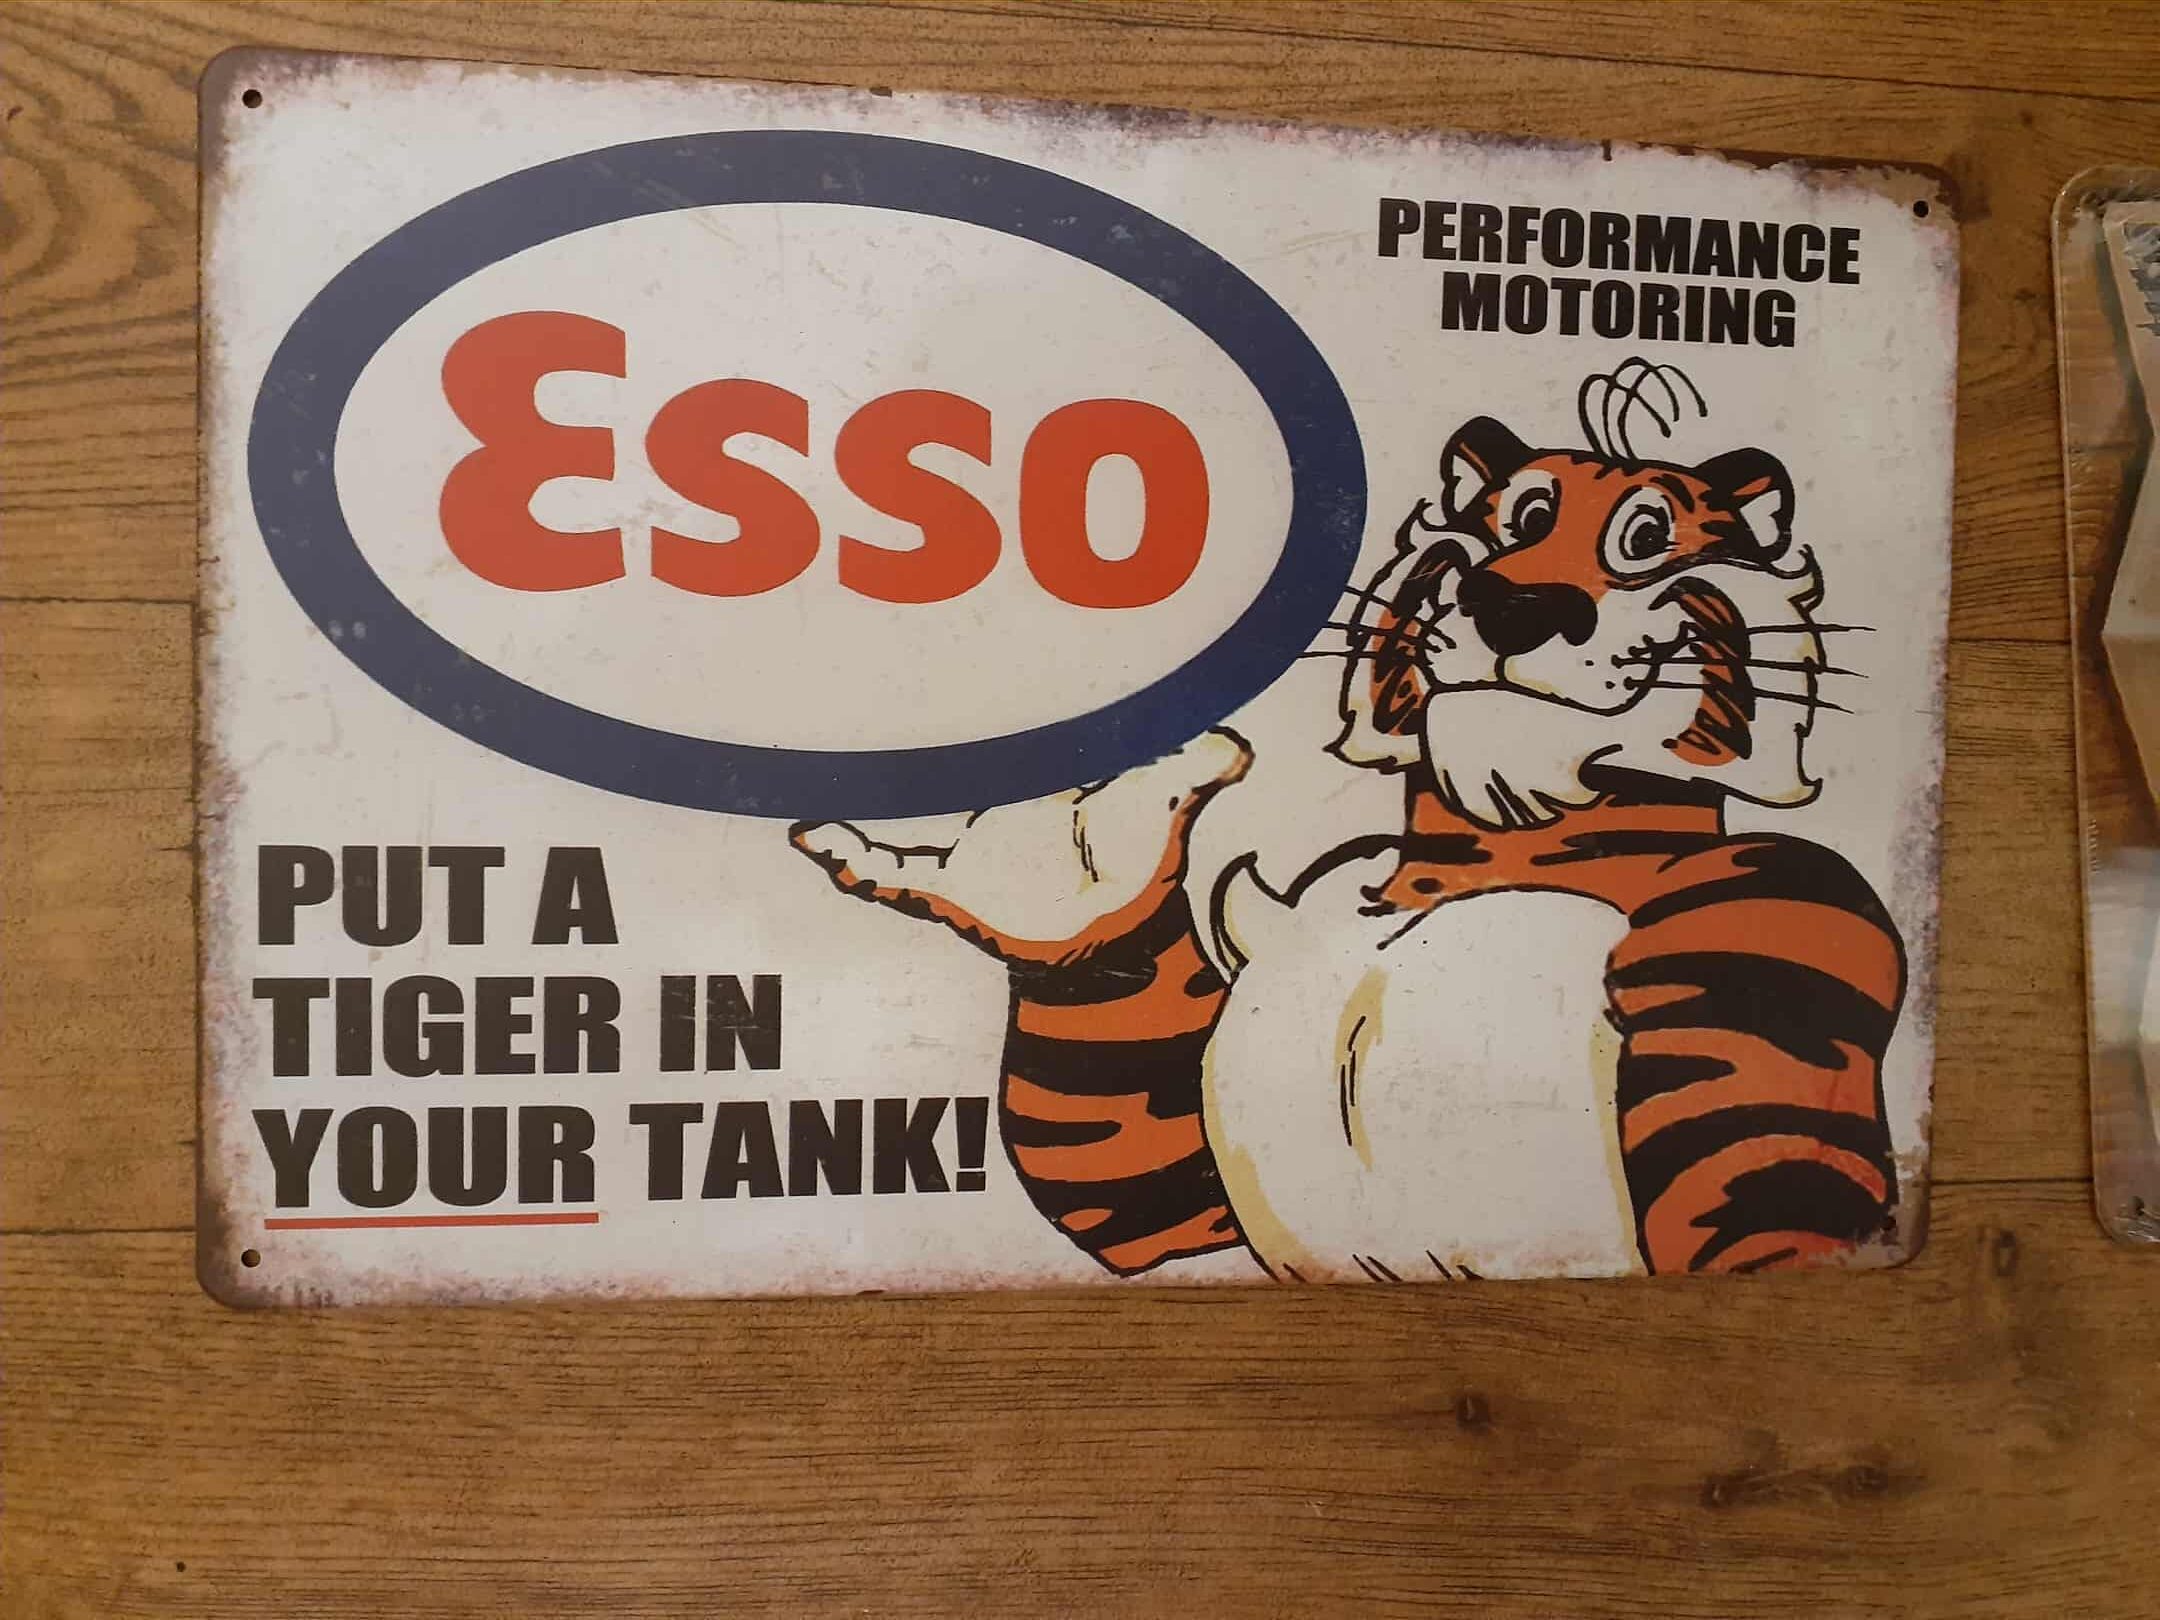 PERFORMANCE
MOTORING
Esso
PUT A
TIGER IN
YOUR TANK!